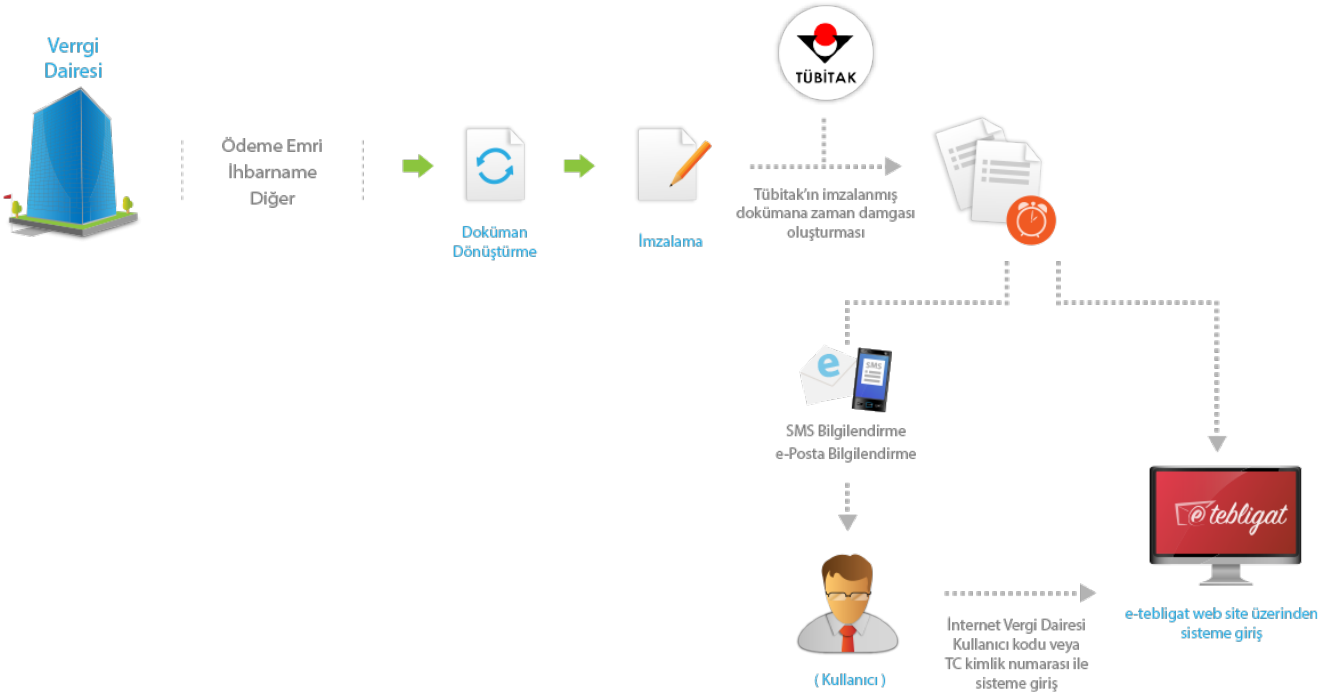 Verrgi
Dairesi
Ödeme Emri
İhbarname
Diğer
Doküman
Dönüştürme
İmzalama
TÜBİTAK
Tübitak'ın imzalanmış
dokümana zaman damgası
oluşturması
SMS
SMS Bilgilendirme
e-Posta Bilgilendirme
( Kullanıcı )
İnternet Vergi Dairesi
Kullanıcı kodu veya
TC kimlik numarası ile
sisteme giriş
e tebligat
e-tebligat web site üzerinden
sisteme giriş
e